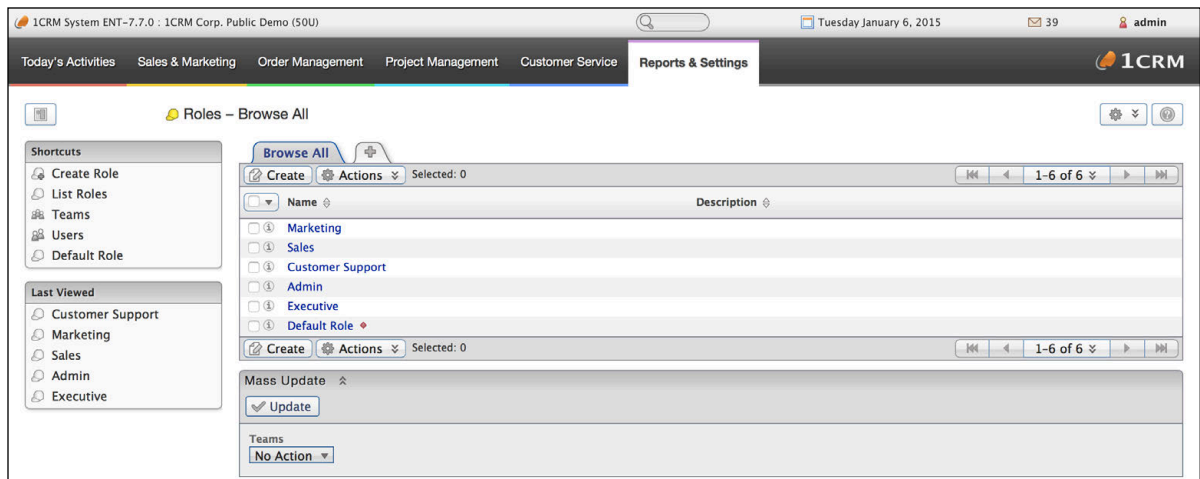 1CRM System ENT-7.7.0 : 1CRM Corp. Public Demo (50U) Tuesday January 6, 2015 39 admin
Today's Activities Sales & Marketing Order Management Project Management Customer Service Reports & Settings 1CRM
Roles – Browse All
Shortcuts
Create Role
List Roles
Teams
Users
Default Role
Last Viewed
Customer Support
Marketing
Sales
Admin
Executive
Browse All
Create Actions Selected: 0 1-6 of 6
Name Description
Marketing
Sales
Customer Support
Admin
Executive
Default Role
Create Actions Selected: 0 1-6 of 6
Mass Update
Update
Teams
No Action